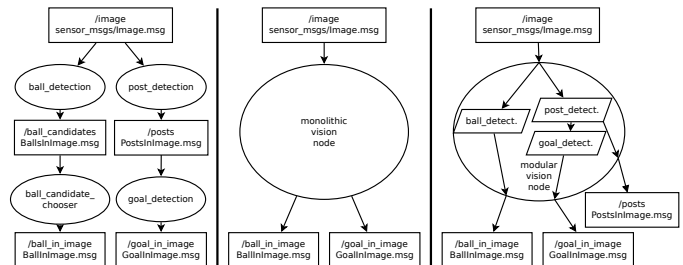 /image
sensor_msgs/Image.msg
ball_detection
post_detection
/ball_candidates
BallsInImage.msg
/posts
PostsInImage.msg
ball_candidate_
chooser
goal_detection
/ball_in_image
BallInImage.msg
/goal_in_image
GoalInImage.msg
/image
sensor_msgs/Image.msg
monolithic
vision
node
/ball_in_image
BallInImage.msg
/goal_in_image
GoalInImage.msg
/image
sensor_msgs/Image.msg
ball_detect.
post_detect.
goal_detect.
modular
vision
node
/posts
PostsInImage.msg
/ball_in_image
BallInImage.msg
/goal_in_image
GoalInImage.msg